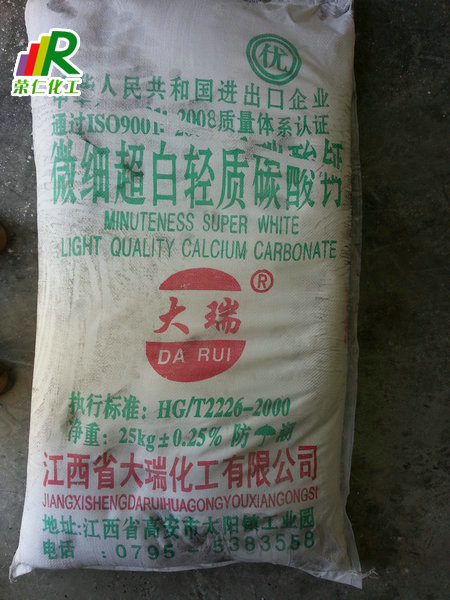 R
荣仁化工
优
中华人民共和国进出口企业
通过ISO9001:2008质量体系认证
微细超白轻质碳酸钙
MINUTENESS SUPER WHITE
LIGHT QUALITY CALCIUM CARBONATE
大瑞®
DA RUI
执行标准: HG/T2226-2000
净重: 25kg±0.25% 防 潮
江西省大瑞化工有限公司
JIANGXISHENGDARUIHUAGONGYOUXIANGONGSI
地址:江西省高安市太阳镇工业园
电话 : 0795-5383558